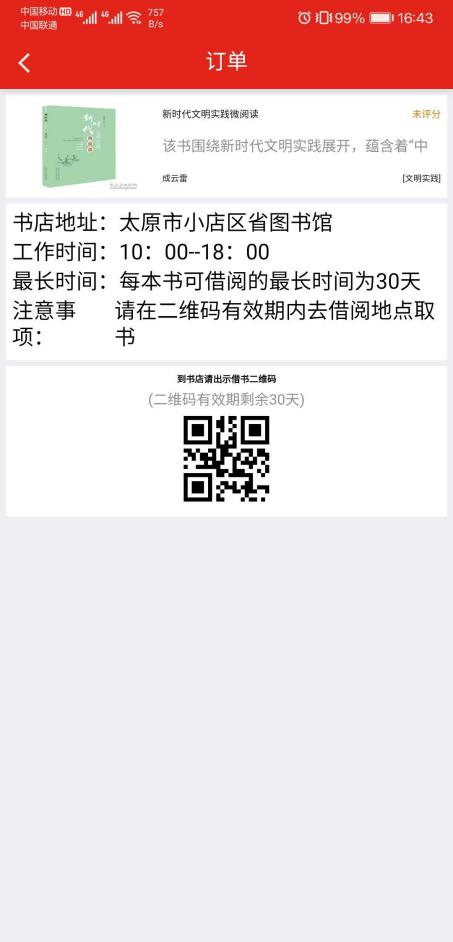 中国移动 HD 4G 4G 757 99% 16:43
中国联通 B/s
订单
新时代文明实践微阅读 未评分
该书围绕新时代文明实践展开，蕴含着“中
成云雷 [文明实践]
书店地址：太原市小店区省图书馆
工作时间：10：00--18：00
最长时间：每本书可借阅的最长时间为30天
注意事 请在二维码有效期内去借阅地点取
项： 书
到书店请出示借书二维码
(二维码有效期剩余30天)